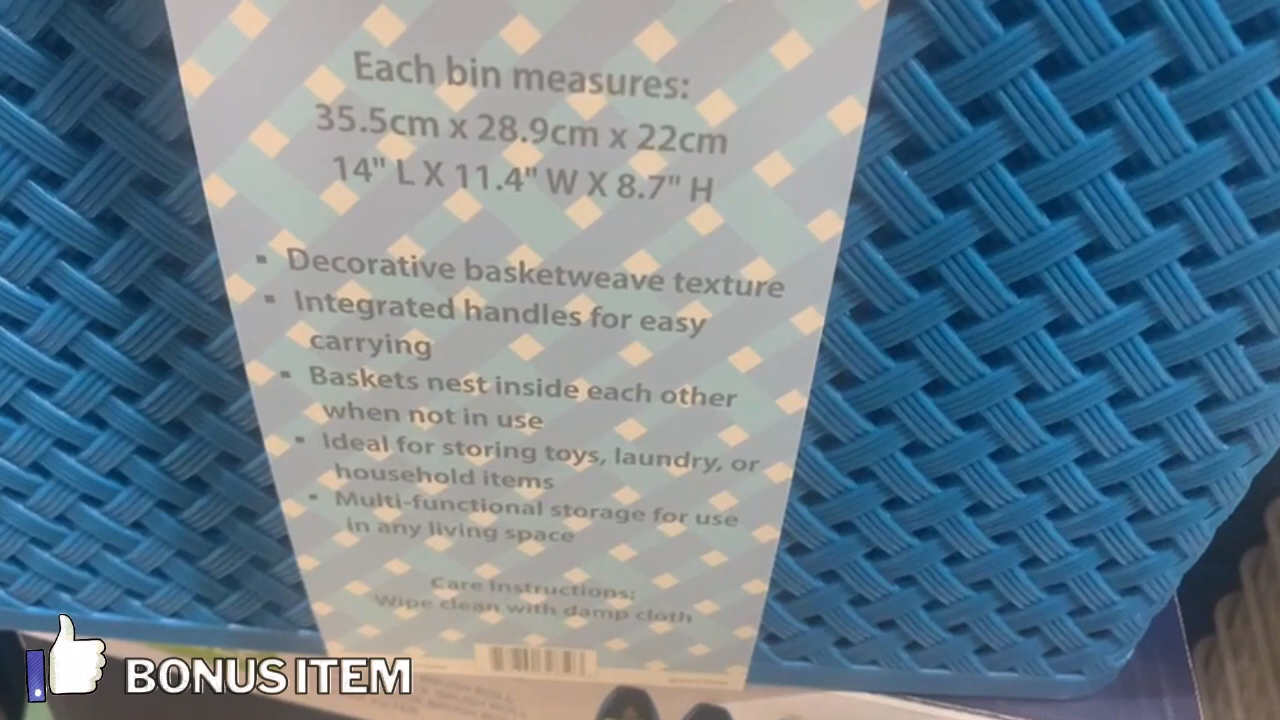 Each bin measures:
35.5cm x 28.9cm x 22cm
14" L X 11.4" W X 8.7" H
▪ Decorative basketweave texture
▪ Integrated handles for easy
carrying
▪ Baskets nest inside each other
when not in use
▪ Ideal for storing toys, laundry, or
household items
▪ Multi-functional storage for use
in any living space
Care Instructions:
Wipe clean with damp cloth
BONUS ITEM